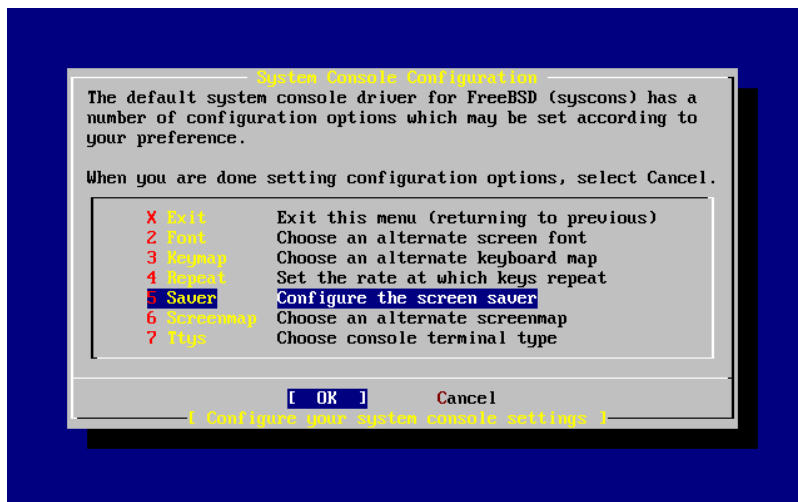 System Console Configuration
The default system console driver for FreeBSD (syscons) has a
number of configuration options which may be set according to
your preference.
When you are done setting configuration options, select Cancel.
X Exit Exit this menu (returning to previous)
2 Font Choose an alternate screen font
3 Keymap Choose an alternate keyboard map
4 Repeat Set the rate at which keys repeat
5 Saver Configure the screen saver
6 Screenmap Choose an alternate screenmap
7 Ttys Choose console terminal type
[ OK ] Cancel
[ Configure your system console settings ]